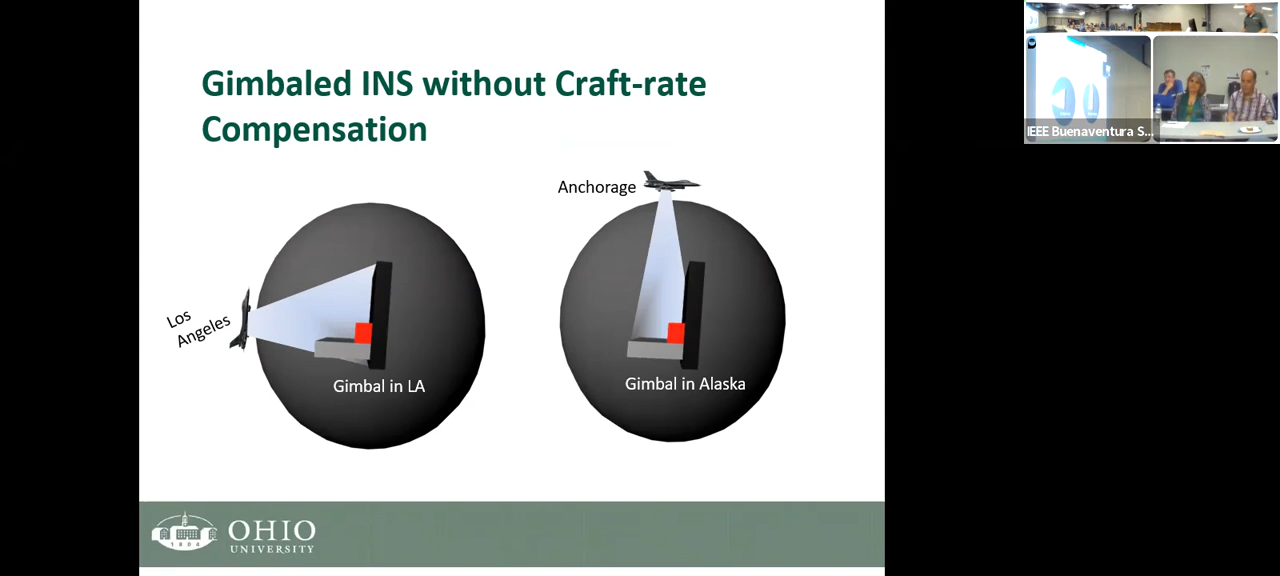 Gimbaled INS without Craft-rate
Compensation
Anchorage
Los
Angeles
Gimbal in LA
Gimbal in Alaska
OHIO
UNIVERSITY
1804
IEEE Buenaventura S...